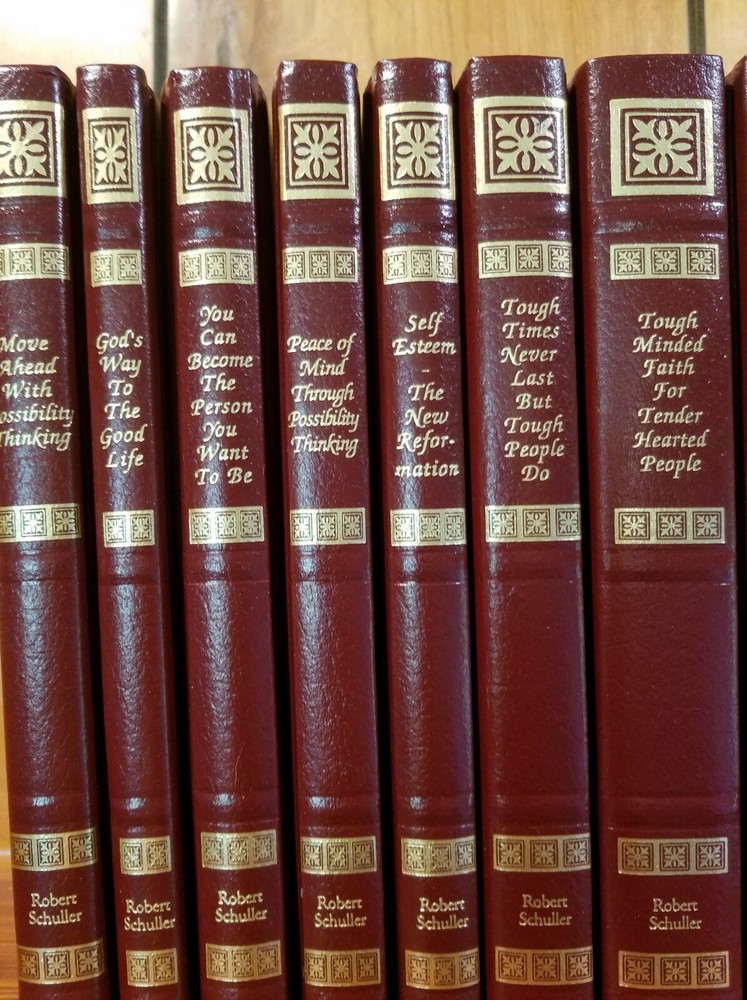 Move
Ahead
With
ossibility
Thinking
Robert
Schuller
God's
Way
To
The
Good
Life
Robert
Schuller
You
Can
Become
The
Person
You
Want
To Be
Robert
Schuller
Peace of
Mind
Through
Possibility
Thinking
Robert
Schuller
Self
Esteem
-
The
New
Refor-
mation
Robert
Schuller
Tough
Times
Never
Last
But
Tough
People
Do
Robert
Schuller
Tough
Minded
Faith
For
Tender
Hearted
People
Robert
Schuller